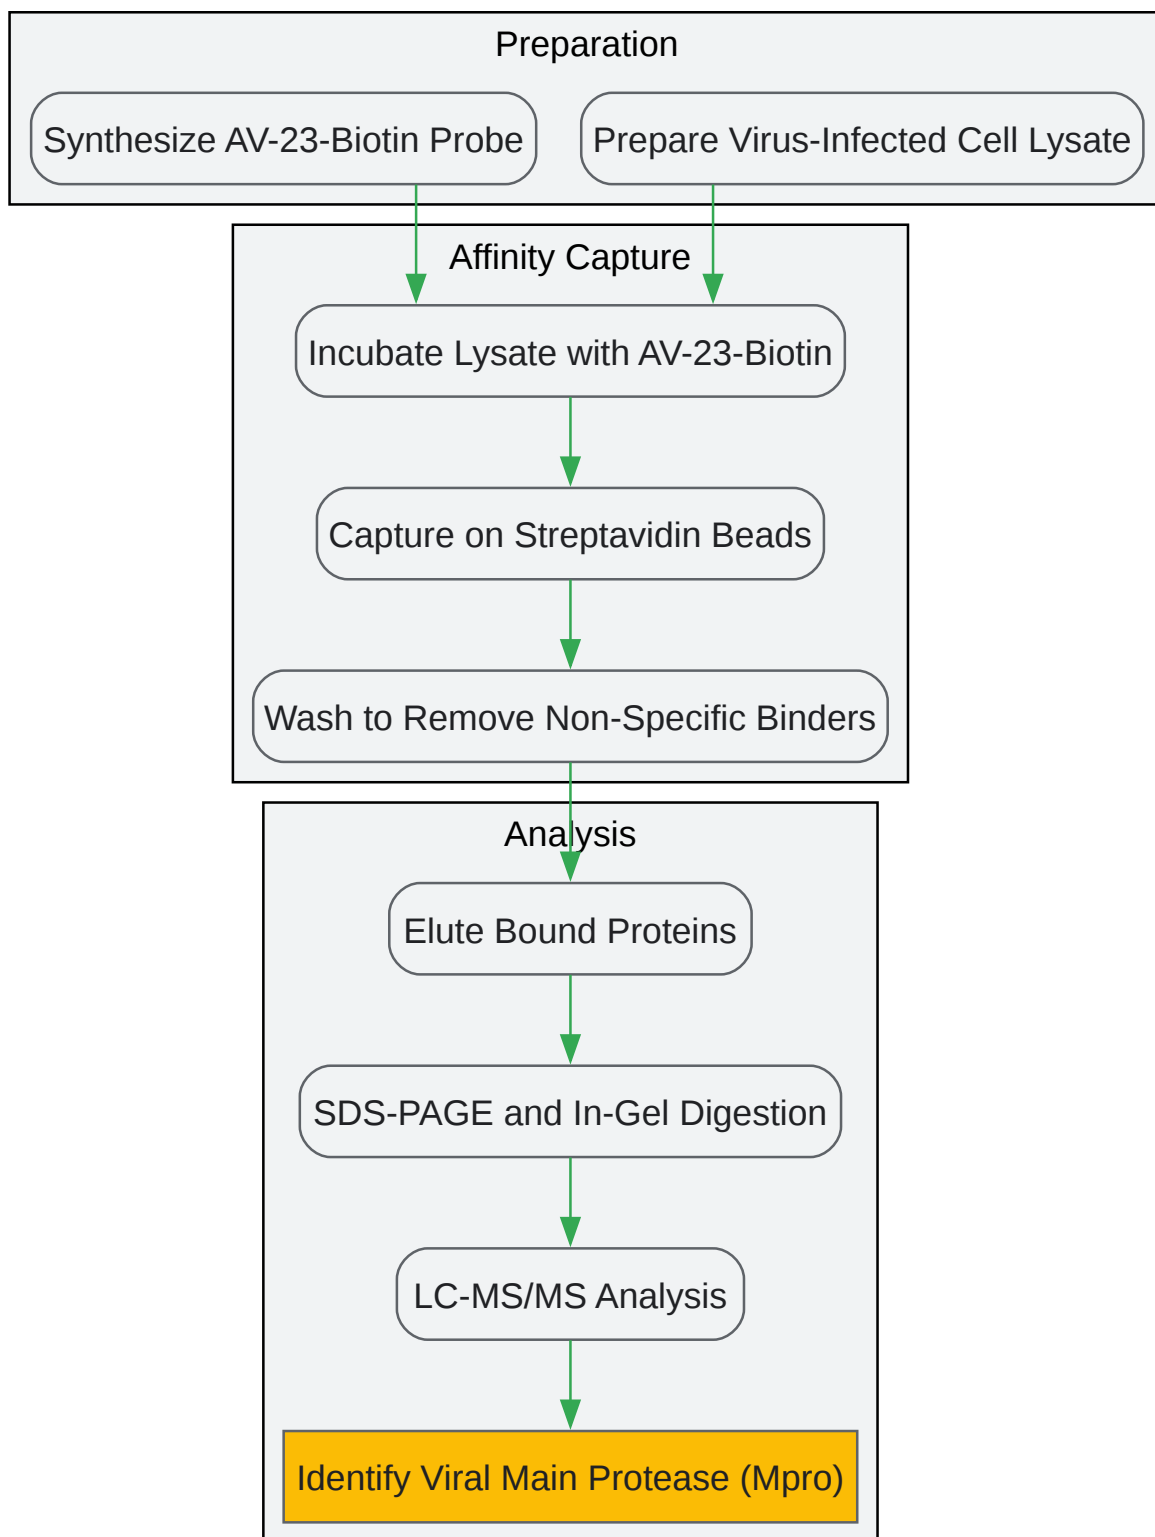 Preparation
Synthesize AV-23-Biotin Probe
Prepare Virus-Infected Cell Lysate
Affinity Capture
Incubate Lysate with AV-23-Biotin
Capture on Streptavidin Beads
Wash to Remove Non-Specific Binders
Analysis
Elute Bound Proteins
SDS-PAGE and In-Gel Digestion
LC-MS/MS Analysis
Identify Viral Main Protease (Mpro)